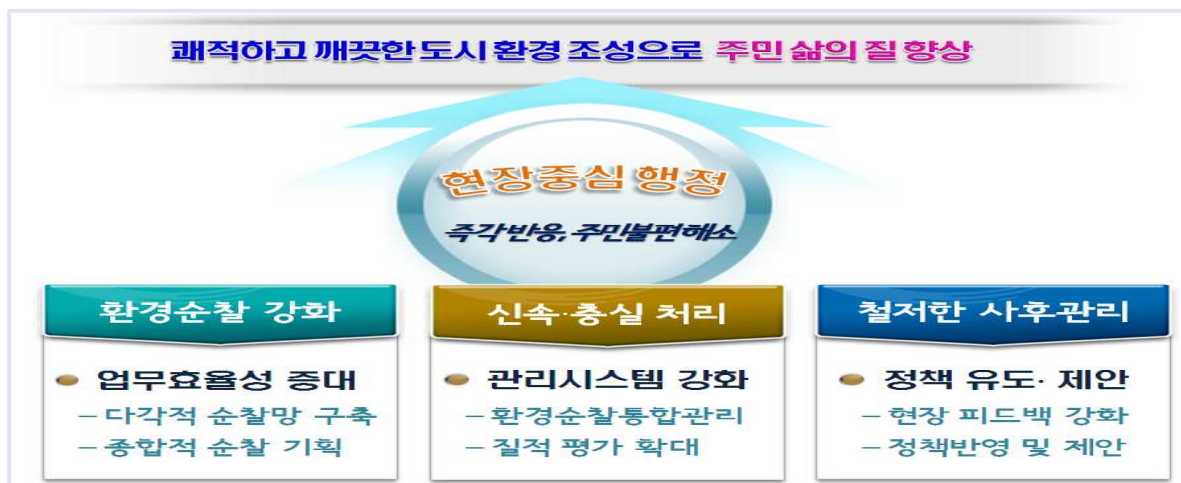 쾌적하고 깨끗한 도시 환경 조성으로 주민 삶의 질 향상
현장중심 행정
즉각반응, 주민불편해소
환경순찰 강화
● 업무효율성 증대
– 다각적 순찰망 구축
– 종합적 순찰 기획
신속·충실 처리
● 관리시스템 강화
– 환경순찰통합관리
– 질적 평가 확대
철저한 사후관리
● 정책 유도· 제안
– 현장 피드백 강화
– 정책반영 및 제안